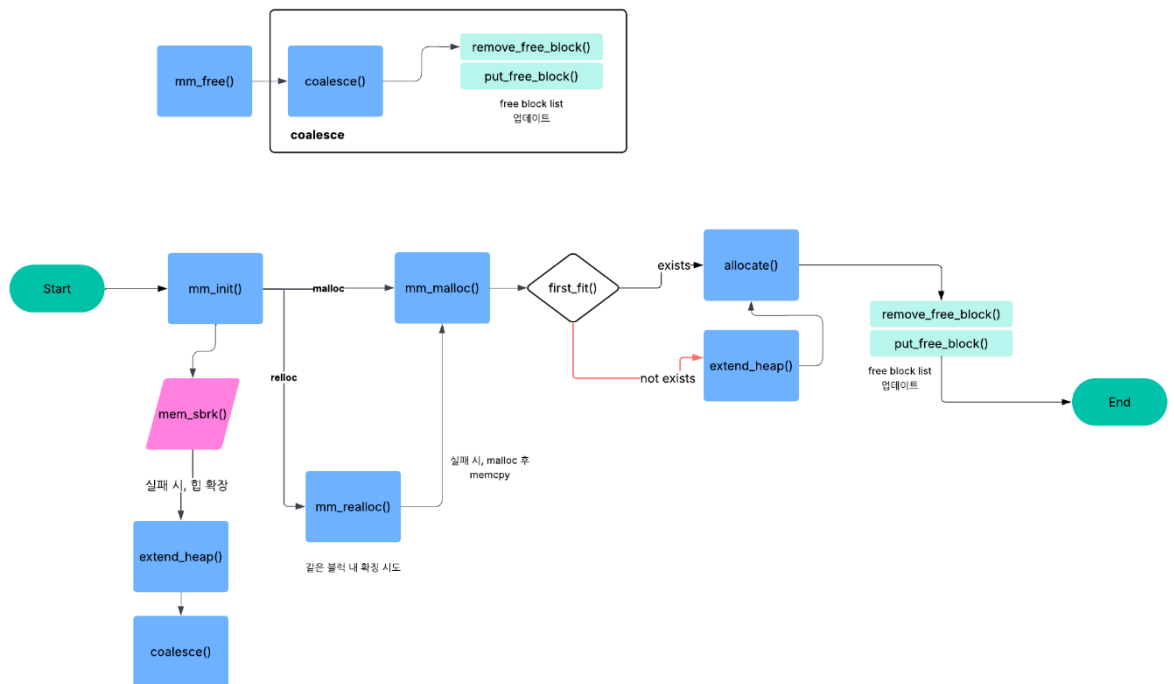 mm_free()
coalesce()
remove_free_block()
put_free_block()
free block list
업데이트
coalesce
Start
mm_init()
malloc
mm_malloc()
first_fit()
exists
allocate()
not exists
extend_heap()
remove_free_block()
put_free_block()
free block list
업데이트
End
relloc
mem_sbrk()
실패 시, 힙 확장
extend_heap()
coalesce()
mm_realloc()
같은 블럭 내 확장 시도
실패 시, malloc 후
memcpy